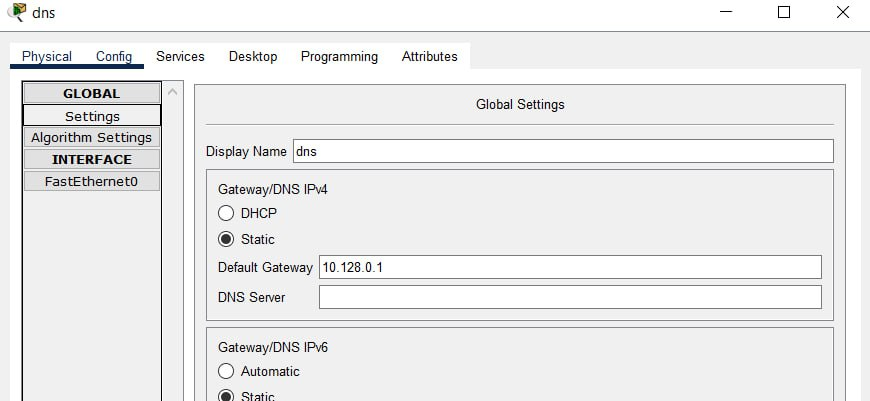 dns
Physical Config Services Desktop Programming Attributes
GLOBAL
Settings
Algorithm Settings
INTERFACE
FastEthernet0
Global Settings
Display Name dns
Gateway/DNS IPv4
DHCP
Static
Default Gateway 10.128.0.1
DNS Server
Gateway/DNS IPv6
Automatic
Static